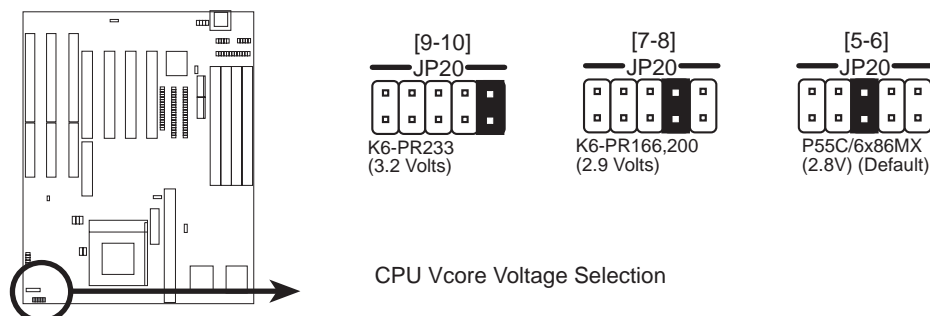 [9-10]
JP20
K6-PR233
(3.2 Volts)
[7-8]
JP20
K6-PR166,200
(2.9 Volts)
[5-6]
JP20
P55C/6x86MX
(2.8V) (Default)
CPU Vcore Voltage Selection